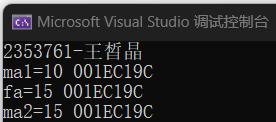 Microsoft Visual Studio 调试控制台
2353761-王皙晶
ma1=10 001EC19C
fa=15 001EC19C
ma2=15 001EC19C